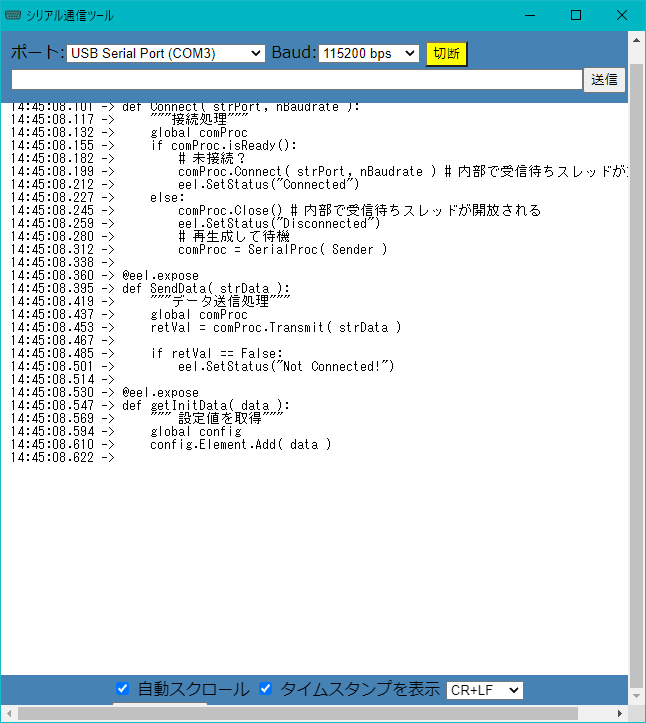 シリアル通信ツール
ポート: USB Serial Port (COM3) Baud: 115200 bps 切断
送信
14:45:08.101 -> def Connect( strPort, nBaudrate ):
14:45:08.117 ->     """接続処理"""
14:45:08.132 ->     global comProc
14:45:08.155 ->     if comProc.isReady():
14:45:08.182 ->         # 未接続？
14:45:08.199 ->         comProc.Connect( strPort, nBaudrate ) # 内部で受信待ちスレッドが
14:45:08.212 ->         eel.SetStatus("Connected")
14:45:08.227 ->     else:
14:45:08.245 ->         comProc.Close() # 内部で受信待ちスレッドが開放される
14:45:08.259 ->         eel.SetStatus("Disconnected")
14:45:08.280 ->         # 再生成して待機
14:45:08.312 ->         comProc = SerialProc( Sender )
14:45:08.338 ->
14:45:08.360 -> @eel.expose
14:45:08.395 -> def SendData( strData ):
14:45:08.419 ->     """データ送信処理"""
14:45:08.437 ->     global comProc
14:45:08.453 ->     retVal = comProc.Transmit( strData )
14:45:08.467 ->
14:45:08.485 ->     if retVal == False:
14:45:08.501 ->         eel.SetStatus("Not Connected!")
14:45:08.514 ->
14:45:08.530 -> @eel.expose
14:45:08.547 -> def getInitData( data ):
14:45:08.569 ->     """ 設定値を取得"""
14:45:08.594 ->     global config
14:45:08.610 ->     config.Element.Add( data )
14:45:08.622 ->
自動スクロール タイムスタンプを表示 CR+LF